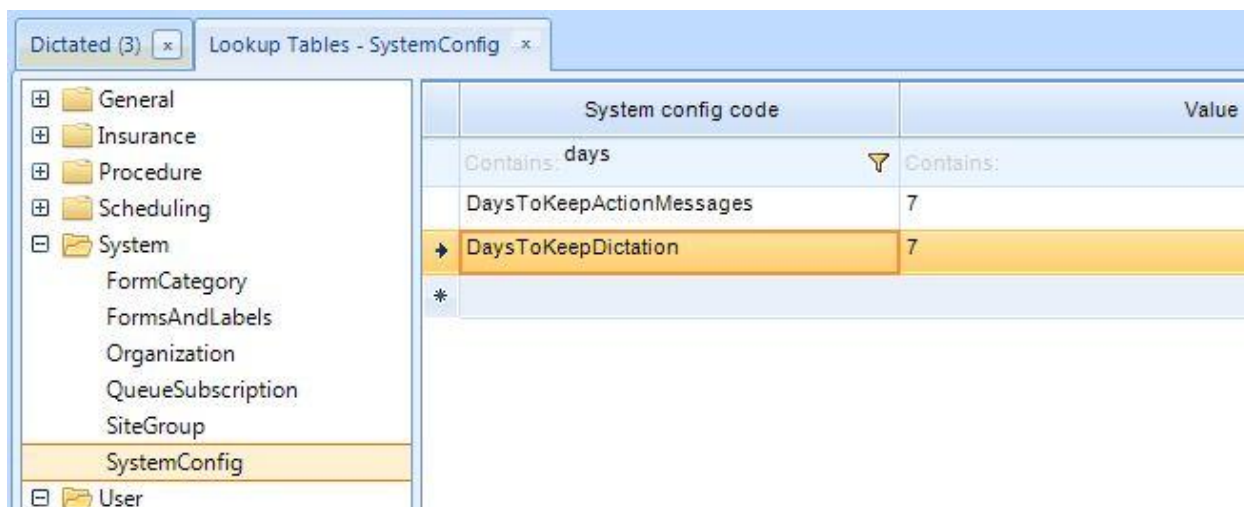 Dictated (3) x Lookup Tables - SystemConfig x
General
Insurance
Procedure
Scheduling
System
FormCategory
FormsAndLabels
Organization
QueueSubscription
SiteGroup
SystemConfig
User
System config code Value
Contains: days Contains:
DaysToKeepActionMessages 7
DaysToKeepDictation 7
*